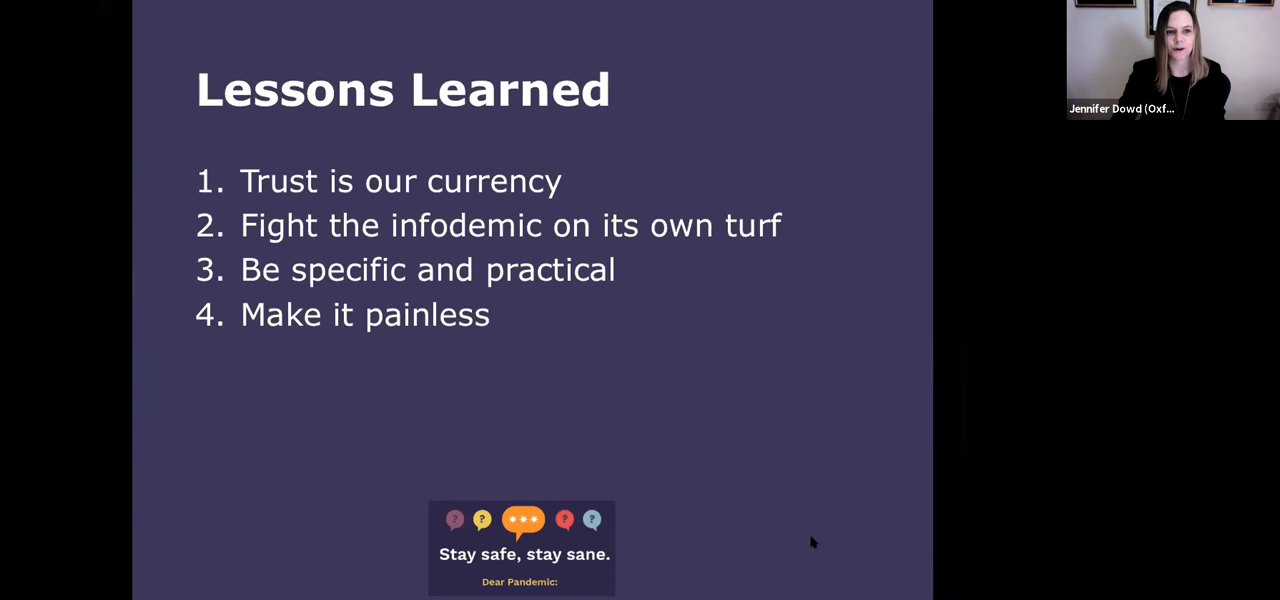 Lessons Learned
1. Trust is our currency
2. Fight the infodemic on its own turf
3. Be specific and practical
4. Make it painless
? ? *** ? ?
Stay safe, stay sane.
Dear Pandemic:
Jennifer Dowd (Oxf...